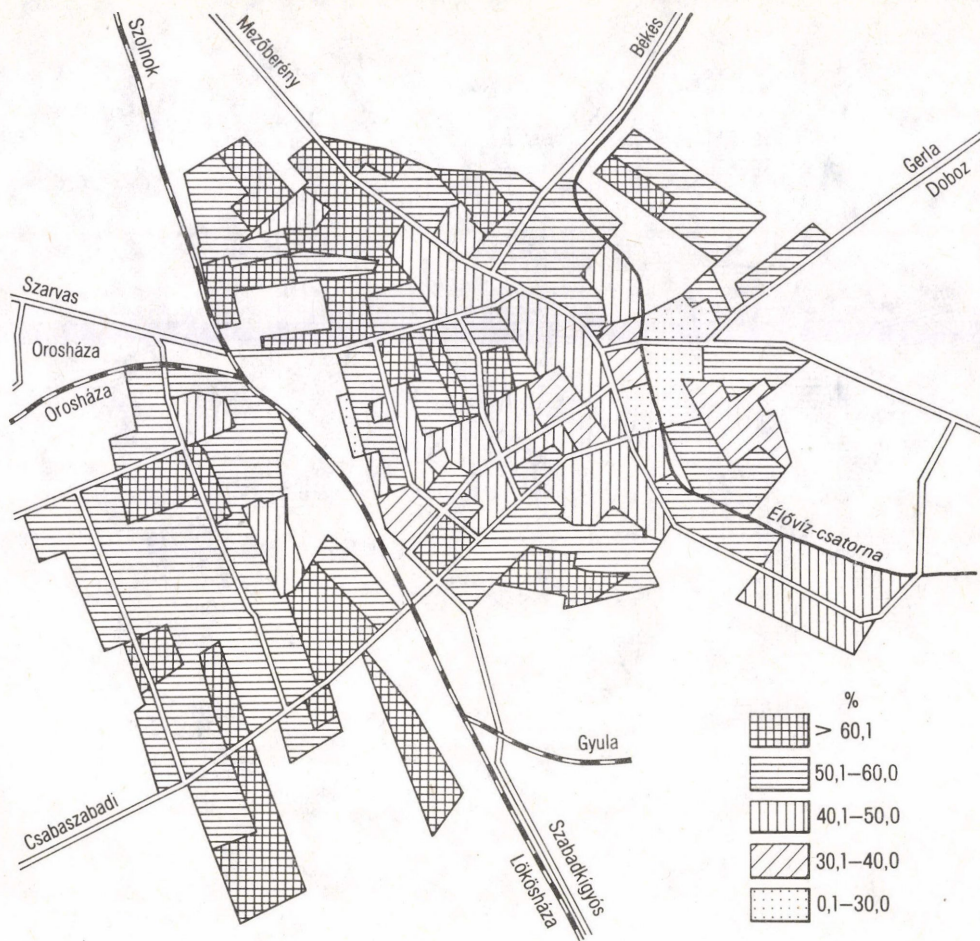 Szolnok
Mezőberény
Békés
Gerla
Doboz
Szarvas
Orosháza
Orosháza
Élővíz-csatorna
Csabaszabadi
Gyula
Szabadkígyós
Lökösháza
%
> 60,1
50,1—60,0
40,1—50,0
30,1—40,0
0,1—30,0